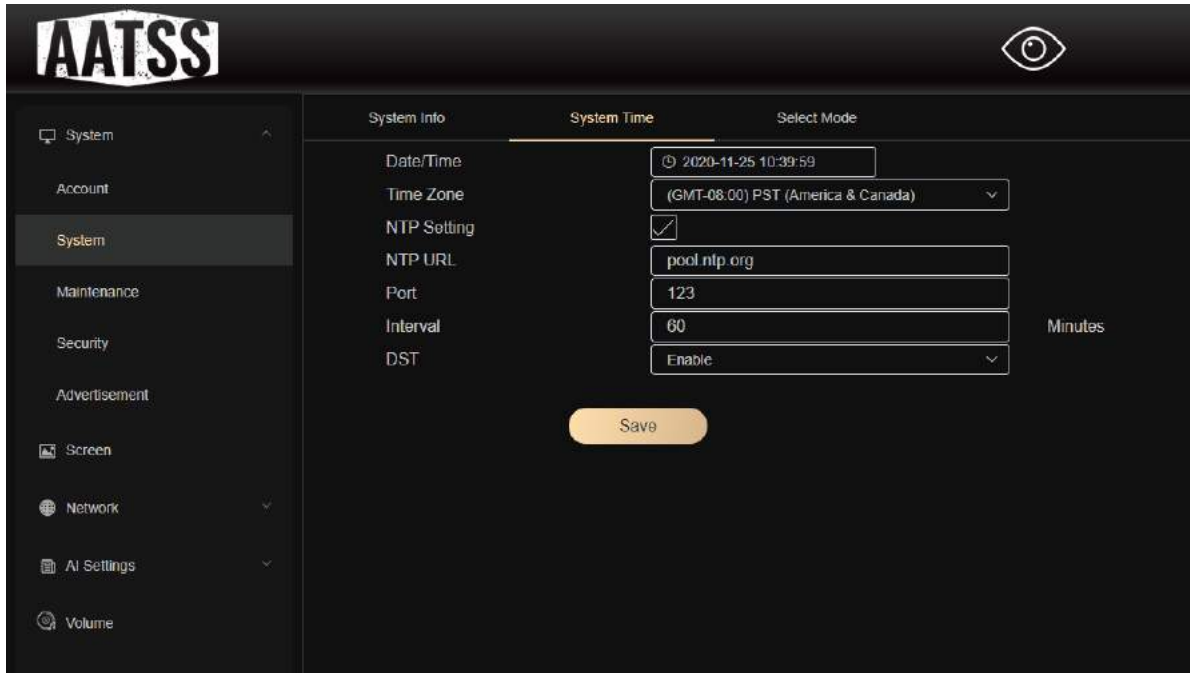 AATSS
System
Account
System
Maintenance
Security
Advertisement
Screen
Network
AI Settings
Volume
System Info System Time Select Mode
Date/Time 2020-11-25 10:39:59
Time Zone (GMT-08:00) PST (America & Canada)
NTP Setting
NTP URL pool.ntp.org
Port 123
Interval 60 Minutes
DST Enable
Save